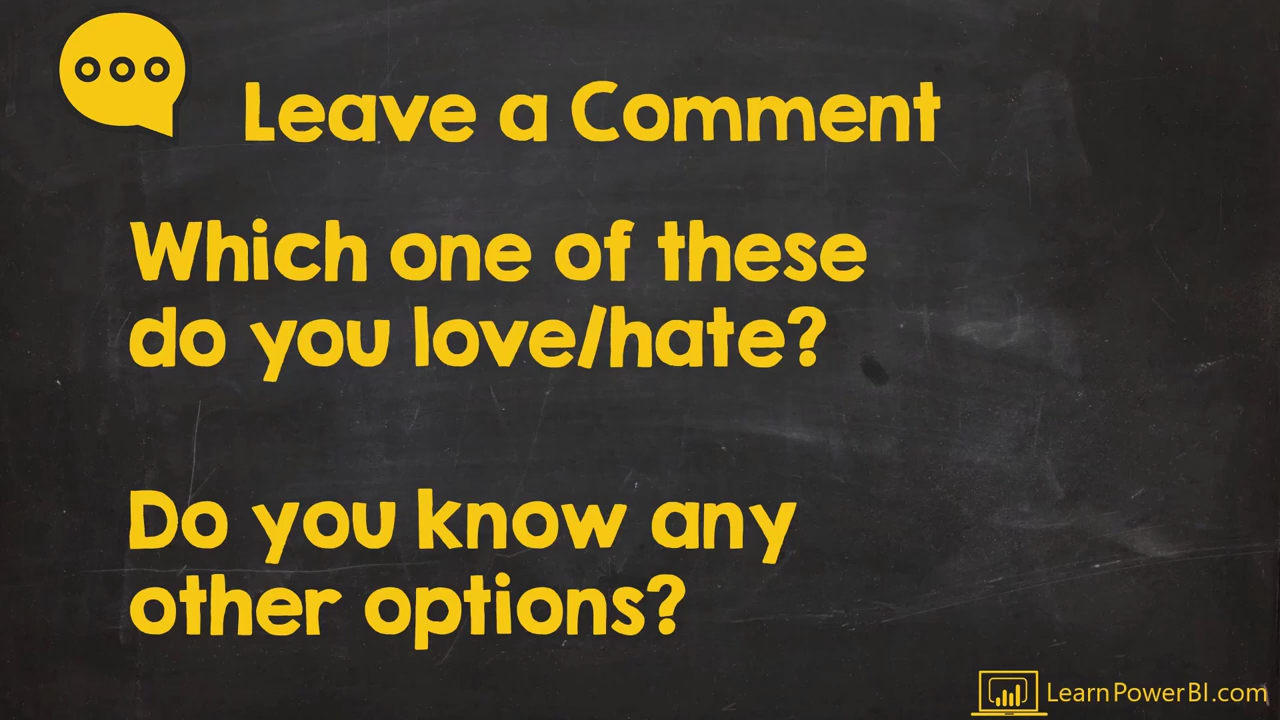 Leave a Comment
Which one of these
do you love/hate?
Do you know any
other options?
LearnPowerBI.com